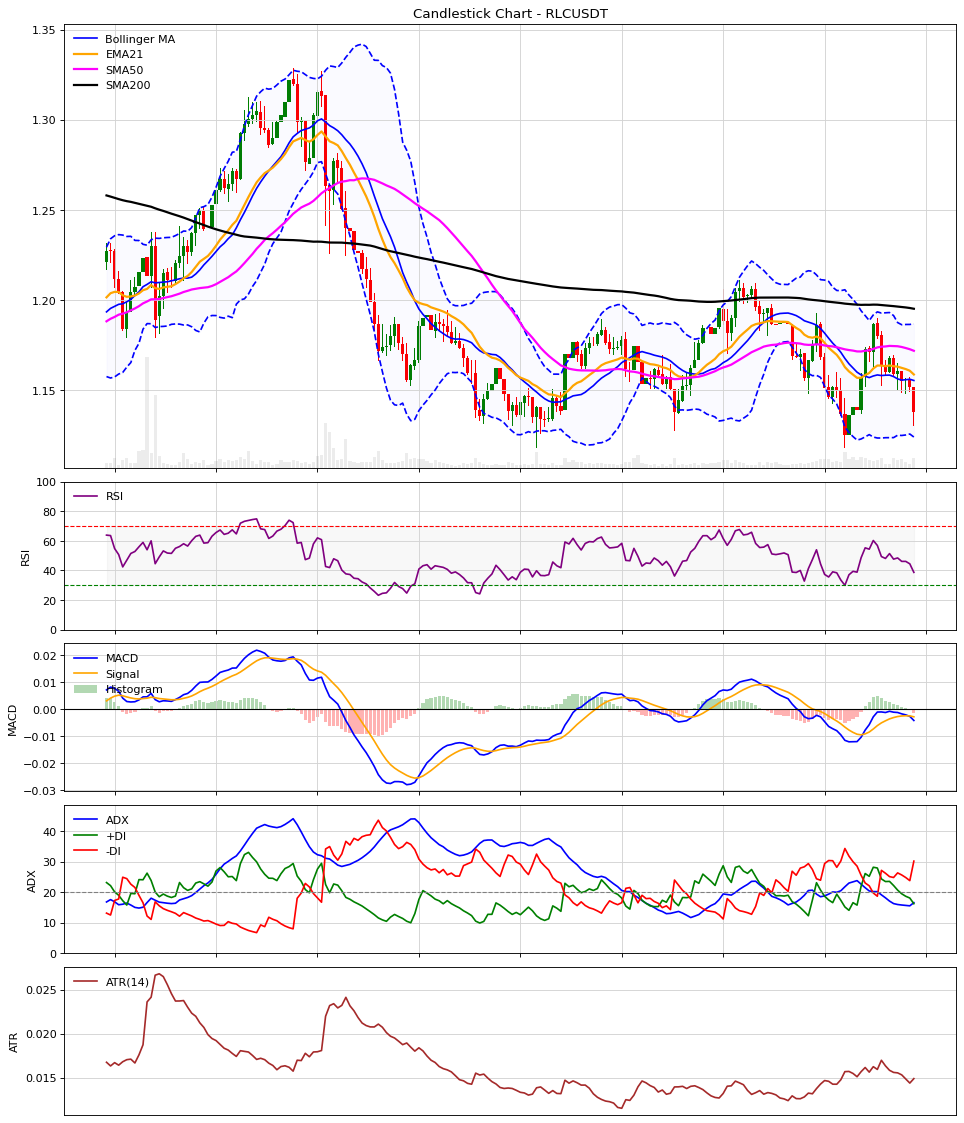 Candlestick Chart - RLCUSDT
Bollinger MA
EMA21
SMA50
SMA200
1.35
1.30
1.25
1.20
1.15
RSI
RSI
100
80
60
40
20
0
MACD
Signal
Histogram
MACD
0.02
0.01
0.00
−0.01
−0.02
−0.03
ADX
+DI
-DI
ADX
40
30
20
10
0
ATR(14)
ATR
0.025
0.020
0.015